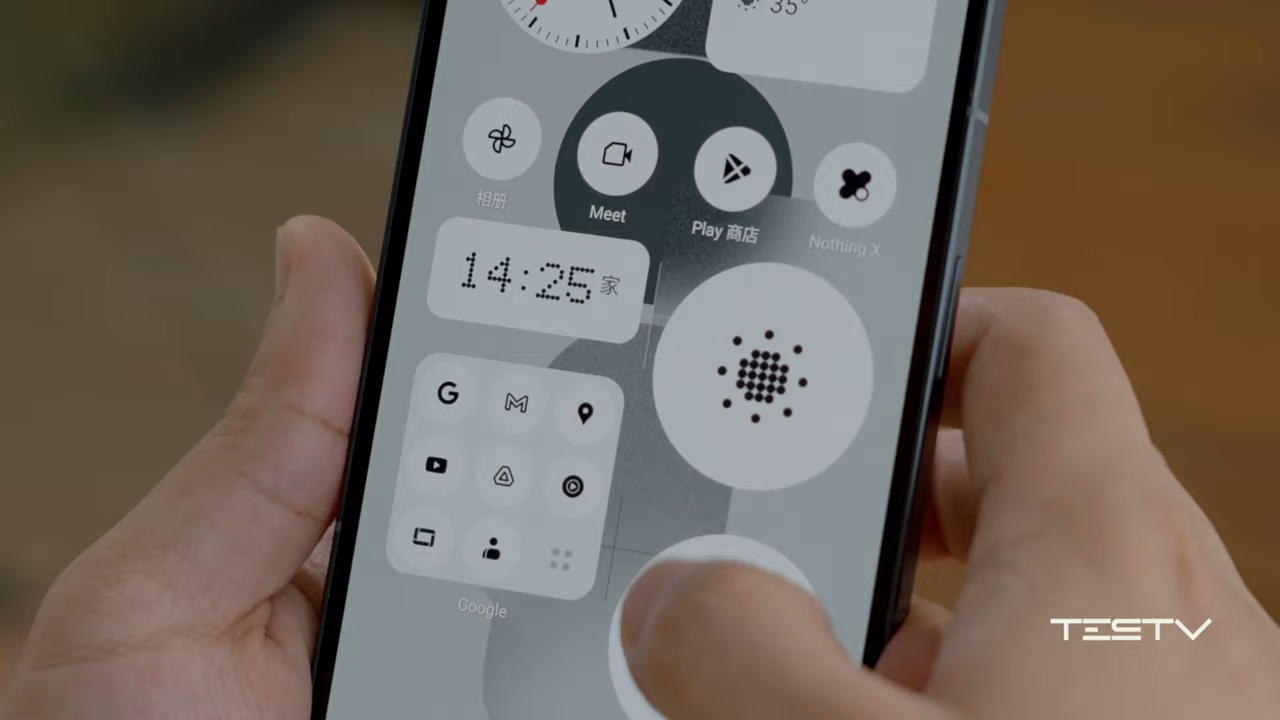 35°
相册
Meet
Play 商店
Nothing X
14:25 家
Google
TESTV